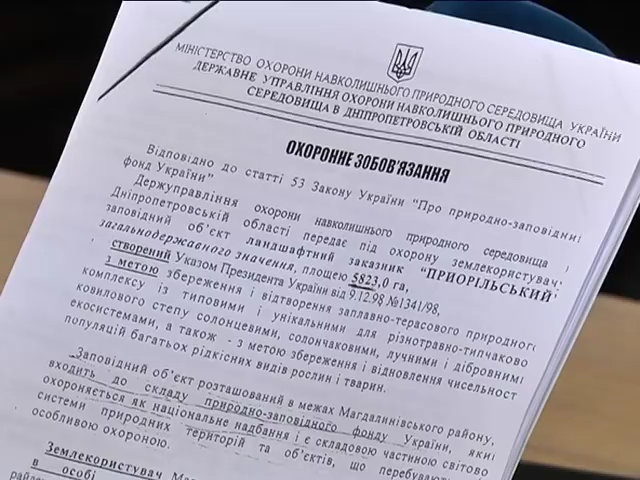 МІНІСТЕРСТВО ОХОРОНИ НАВКОЛИШНЬОГО ПРИРОДНОГО СЕРЕДОВИЩА УКРАЇНИ
ДЕРЖАВНЕ УПРАВЛІННЯ ОХОРОНИ НАВКОЛИШНЬОГО ПРИРОДНОГО
СЕРЕДОВИЩА В ДНІПРОПЕТРОВСЬКІЙ ОБЛАСТІ
ОХОРОННЕ ЗОБОВ'ЯЗАННЯ
Відповідно до статті 53 Закону України "Про природно-заповідний
фонд України"
Держуправління охорони навколишнього природного середовища
Дніпропетровській області передає під охорону землекористувачу
заповідний об'єкт ландшафтний заказник "ПРИОРІЛЬСЬКИЙ"
загальнодержавного значення, площею 5823,0 га,
створений Указом Президента України від 9.12.98 №1341/98,
з метою збереження і відтворення заплавно-терасового природного
комплексу із типовими і унікальними для різнотравно-типчаково
ковилового степу солонцевими, солончаковими, лучними і дібровними
екосистемами, а також - з метою збереження і відновлення чисельност
популяцій багатьох рідкісних видів рослин і тварин.
Заповідний об'єкт розташований в межах Магдалинівського району,
входить до складу природно-заповідного фонду України, які
охороняється як національне надбання і є складовою частиною світово
системи природних територій та об'єктів, що перебувають
особливою охороною.
Землекористувач
в особі